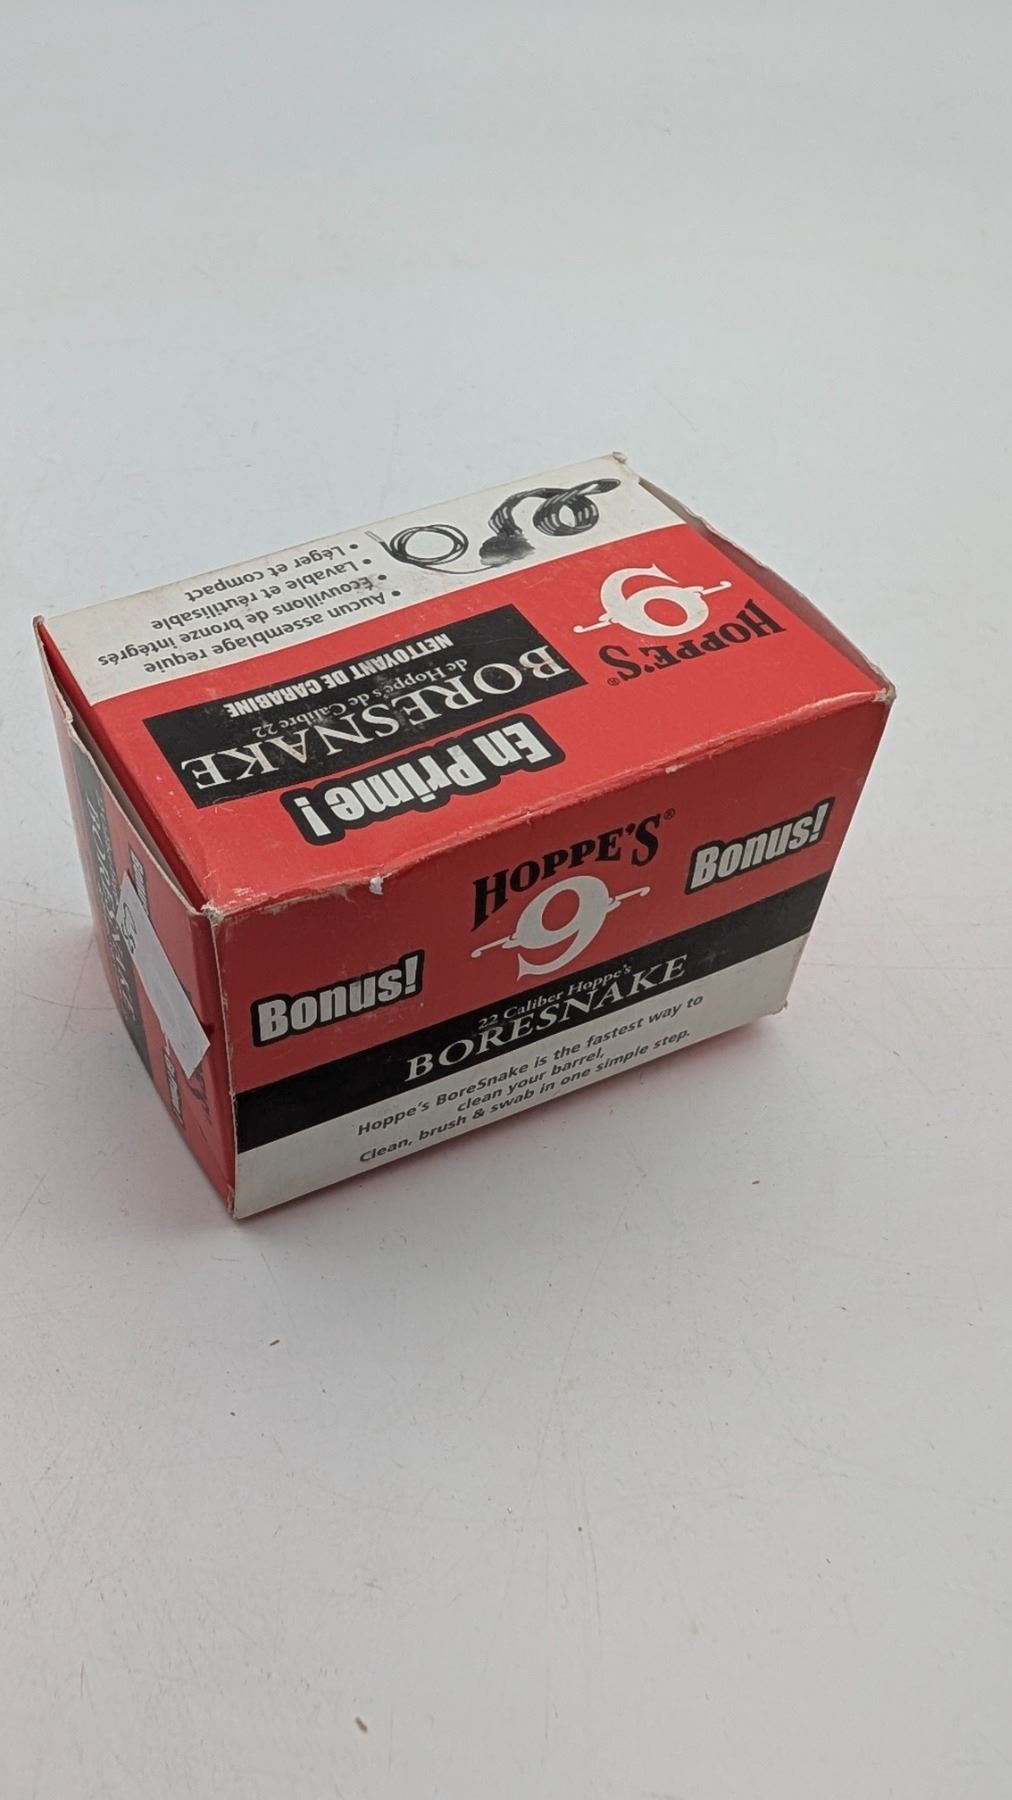 HOPPE'S®
9
En Prime !
BORESNAKE
de Hoppe's de Calibre 22
NETTOYANT DE CARABINE
• Aucun assemblage requie
• Écouvillons de bronze intégrés
• Lavable et réutilisable
• Léger et compact
HOPPE'S®
9
Bonus!
Bonus!
22 Caliber Hoppe's
BORESNAKE
Hoppe's BoreSnake is the fastest way to
clean your barrel,
Clean, brush & swab in one simple step.